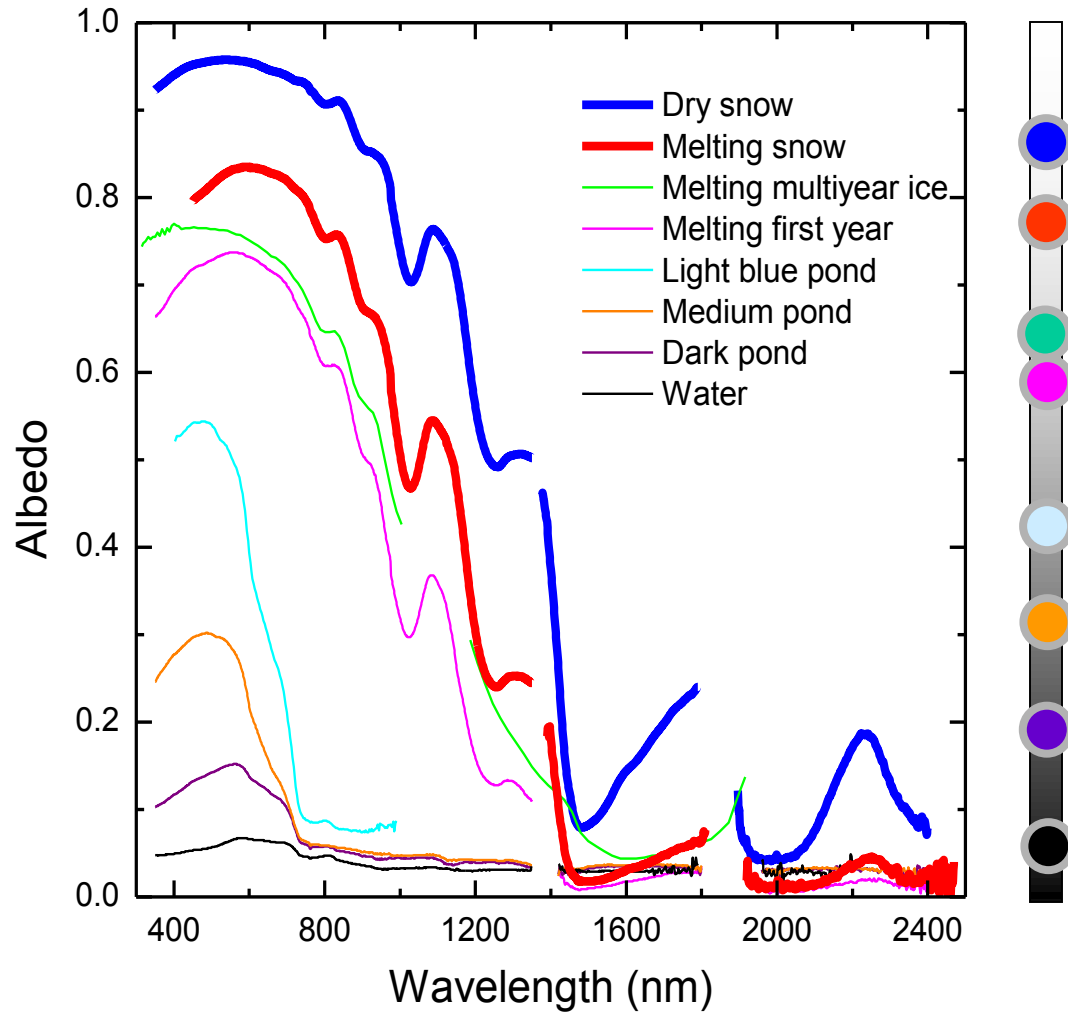 1.0
0.8
0.6
0.4
0.2
0.0
Albedo
Dry snow
Melting snow
Melting multiyear ice
Melting first year
Light blue pond
Medium pond
Dark pond
Water
400 800 1200 1600 2000 2400
Wavelength (nm)